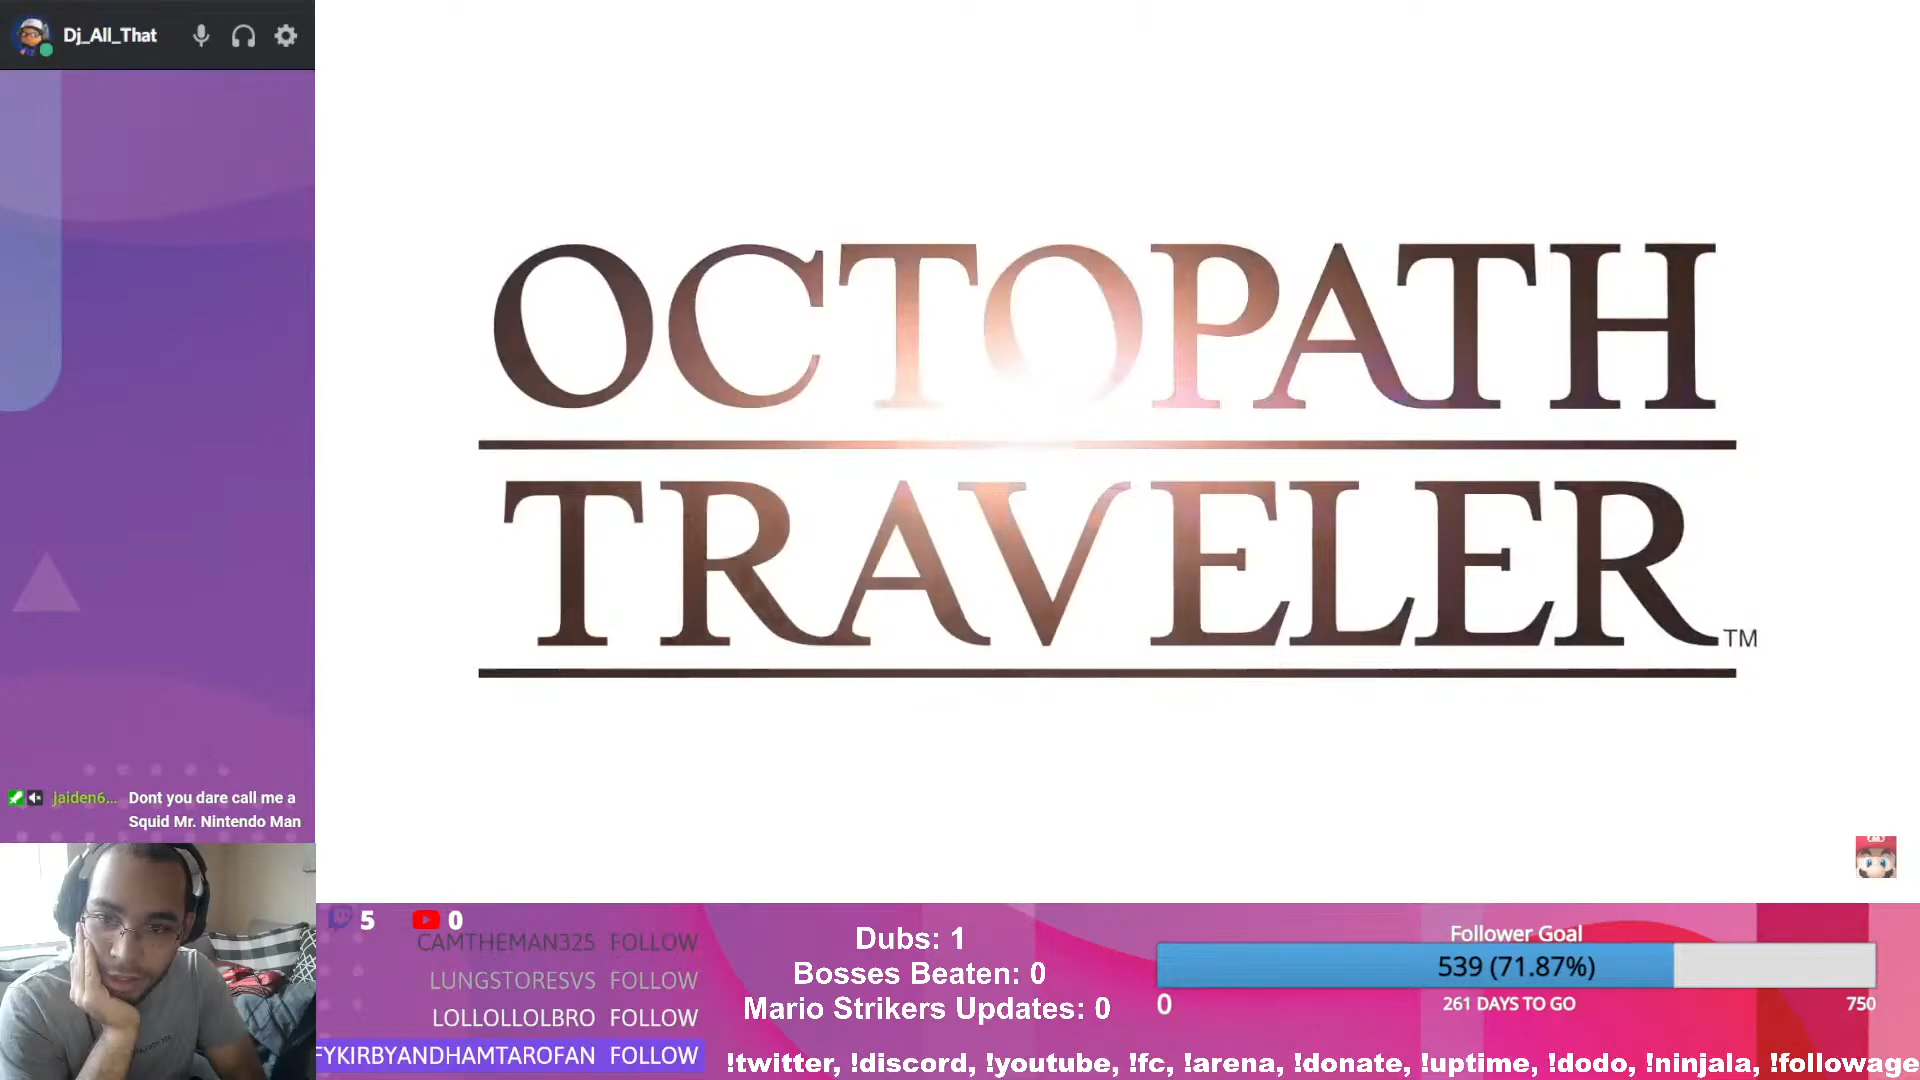 Dj_All_That
OCTOPATH
TRAVELER™
jaiden6... Dont you dare call me a
Squid Mr. Nintendo Man
5 0
CAMTHEMAN325 FOLLOW
LUNGSTORESVS FOLLOW
LOLLOLLOLBRO FOLLOW
FYKIRBYANDHAMTAROFAN FOLLOW
Dubs: 1
Bosses Beaten: 0
Mario Strikers Updates: 0
Follower Goal
539 (71.87%)
0 261 DAYS TO GO 750
!twitter, !discord, !youtube, !fc, !arena, !donate, !uptime, !dodo, !ninjala, !followage